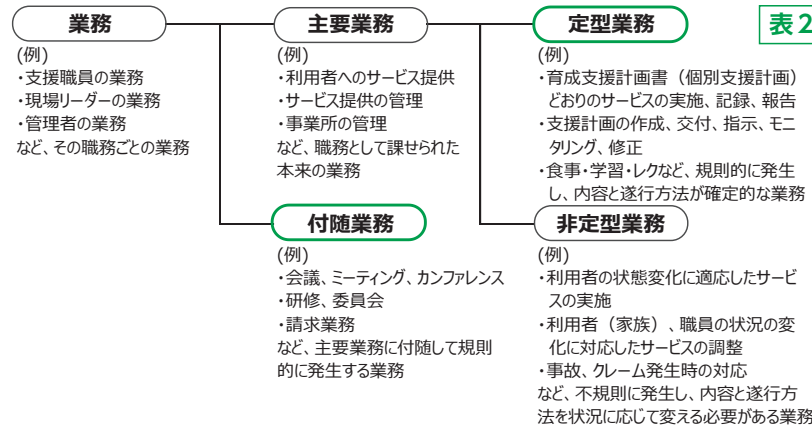 業務
(例)
・支援職員の業務
・現場リーダーの業務
・管理者の業務
など、その職務ごとの業務
主要業務
(例)
・利用者へのサービス提供
・サービス提供の管理
・事業所の管理
など、職務として課せられた
本来の業務
定型業務
(例)
・育成支援計画書（個別支援計画）
どおりのサービスの実施、記録、報告
・支援計画の作成、交付、指示、モニ
タリング、修正
・食事・学習・レクなど、規則的に発生
し、内容と遂行方法が確定的な業務
表2
付随業務
(例)
・会議、ミーティング、カンファレンス
・研修、委員会
・請求業務
など、主要業務に付随して規則
的に発生する業務
非定型業務
(例)
・利用者の状態変化に適応したサービ
スの実施
・利用者（家族）、職員の状況の変
化に対応したサービスの調整
・事故、クレーム発生時の対応
など、不規則に発生し、内容と遂行方
法を状況に応じて変える必要がある業務